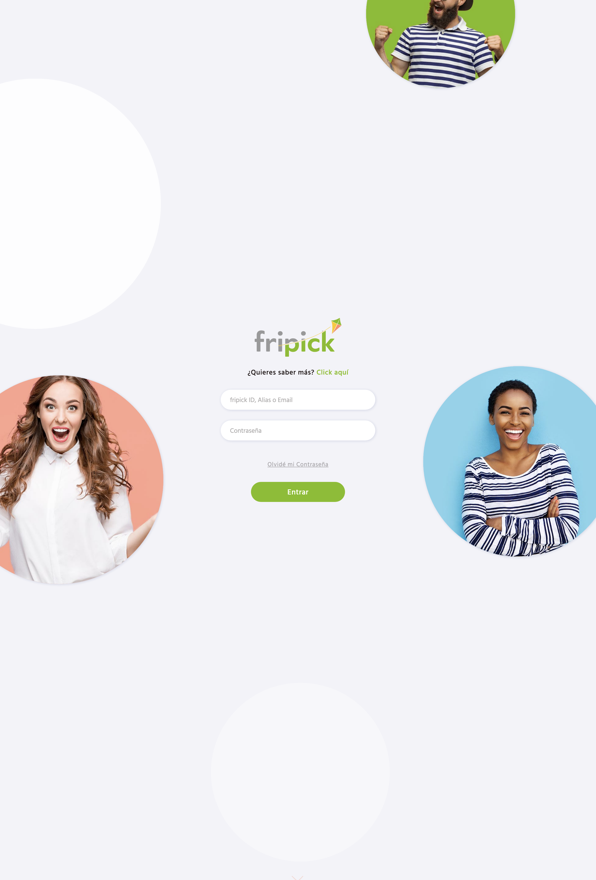 fripick
¿Quieres saber más? Click aquí
fripick ID, Alias o Email
Contraseña
Olvidé mi Contraseña
Entrar